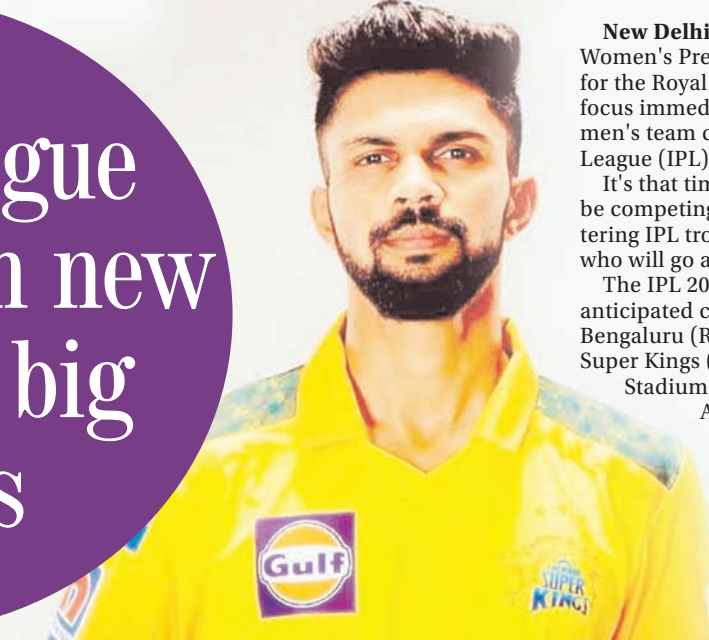 gue
new
big
s
New Delhi
Women's Pre
for the Royal
focus immed
men's team c
League (IPL)
It's that tim
be competing
tering IPL tro
who will go a
The IPL 20
anticipated c
Bengaluru (R
Super Kings (
Stadium
A
Gulf
SUPER
KINGS